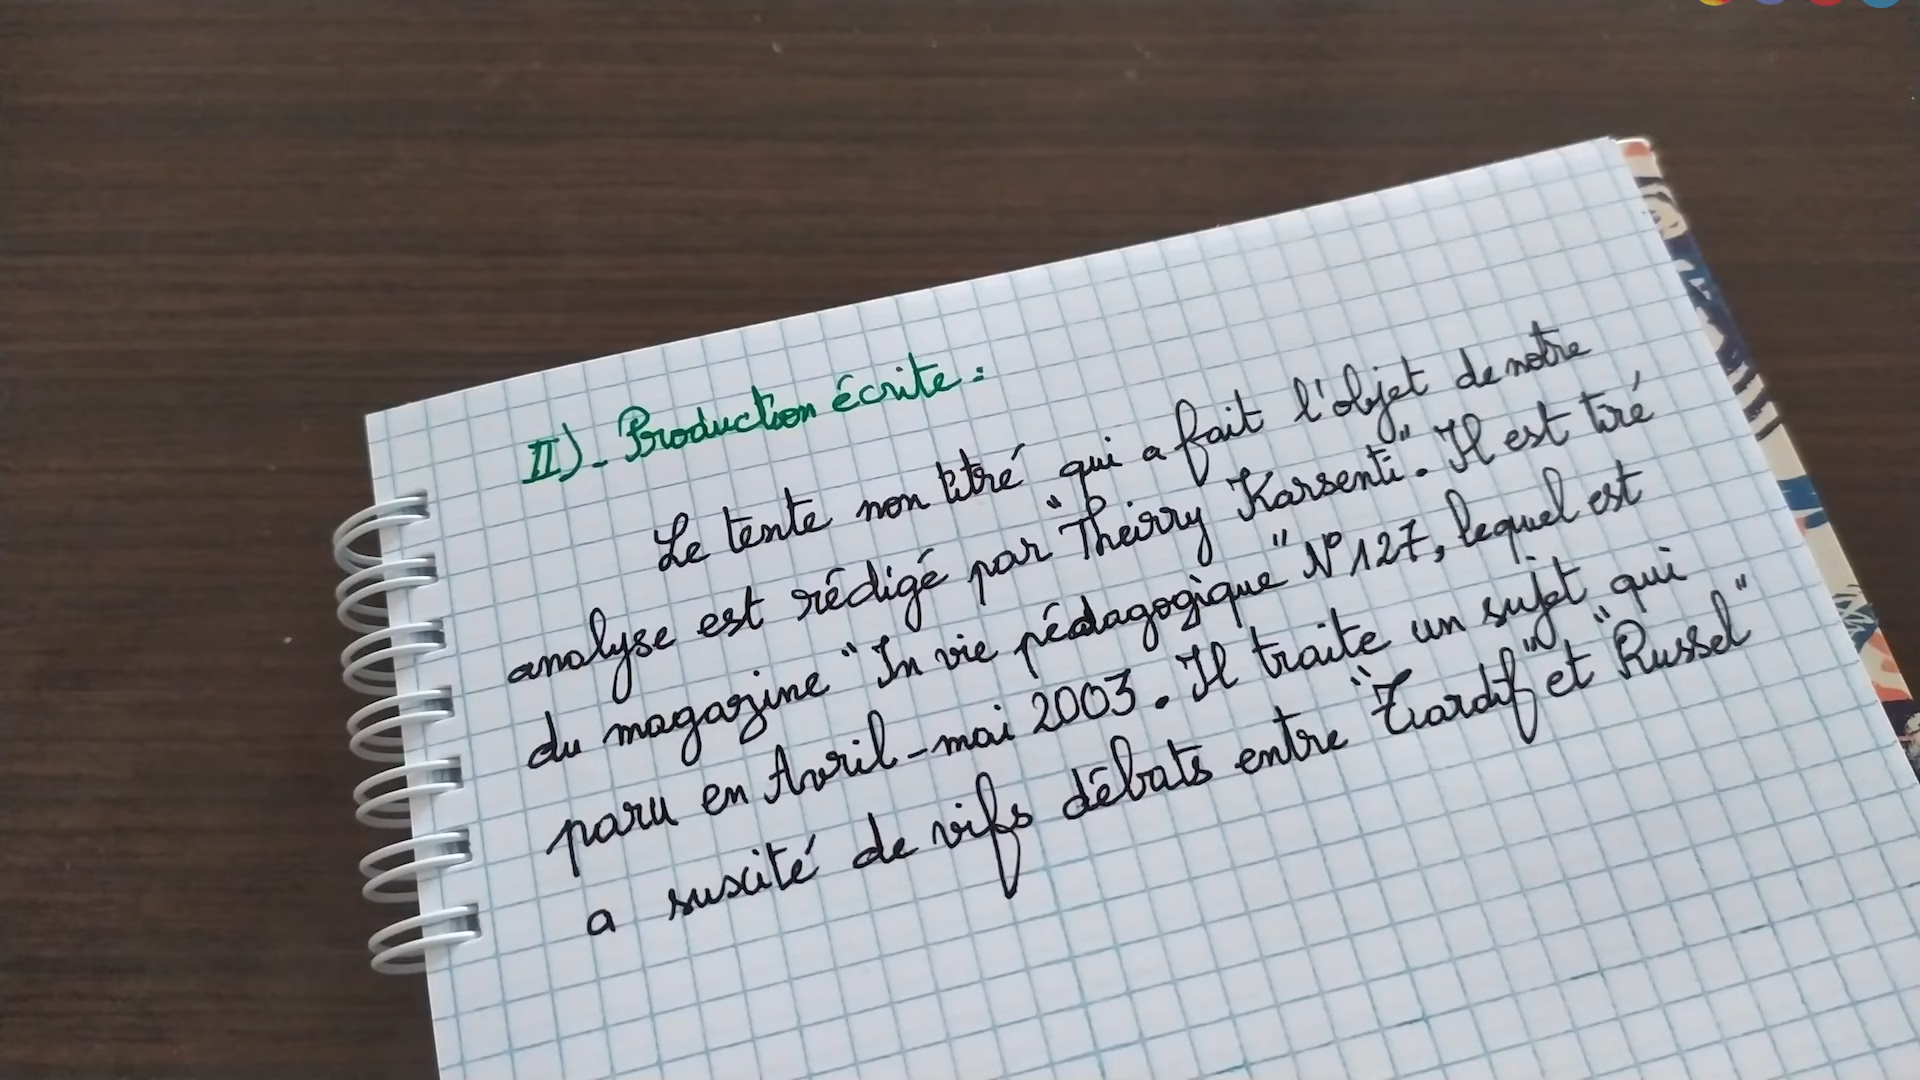 II)- Production écrite :
Le texte non titré qui a fait l'objet de notre
analyse est rédigé par "Theirry Karsenti". Il est tiré
du magazine "In vie pédagogique" N° 127, lequel est
paru en Avril-mai 2003. Il traite un sujet qui
a suscité de vifs débats entre "Tardif" et "Russel"